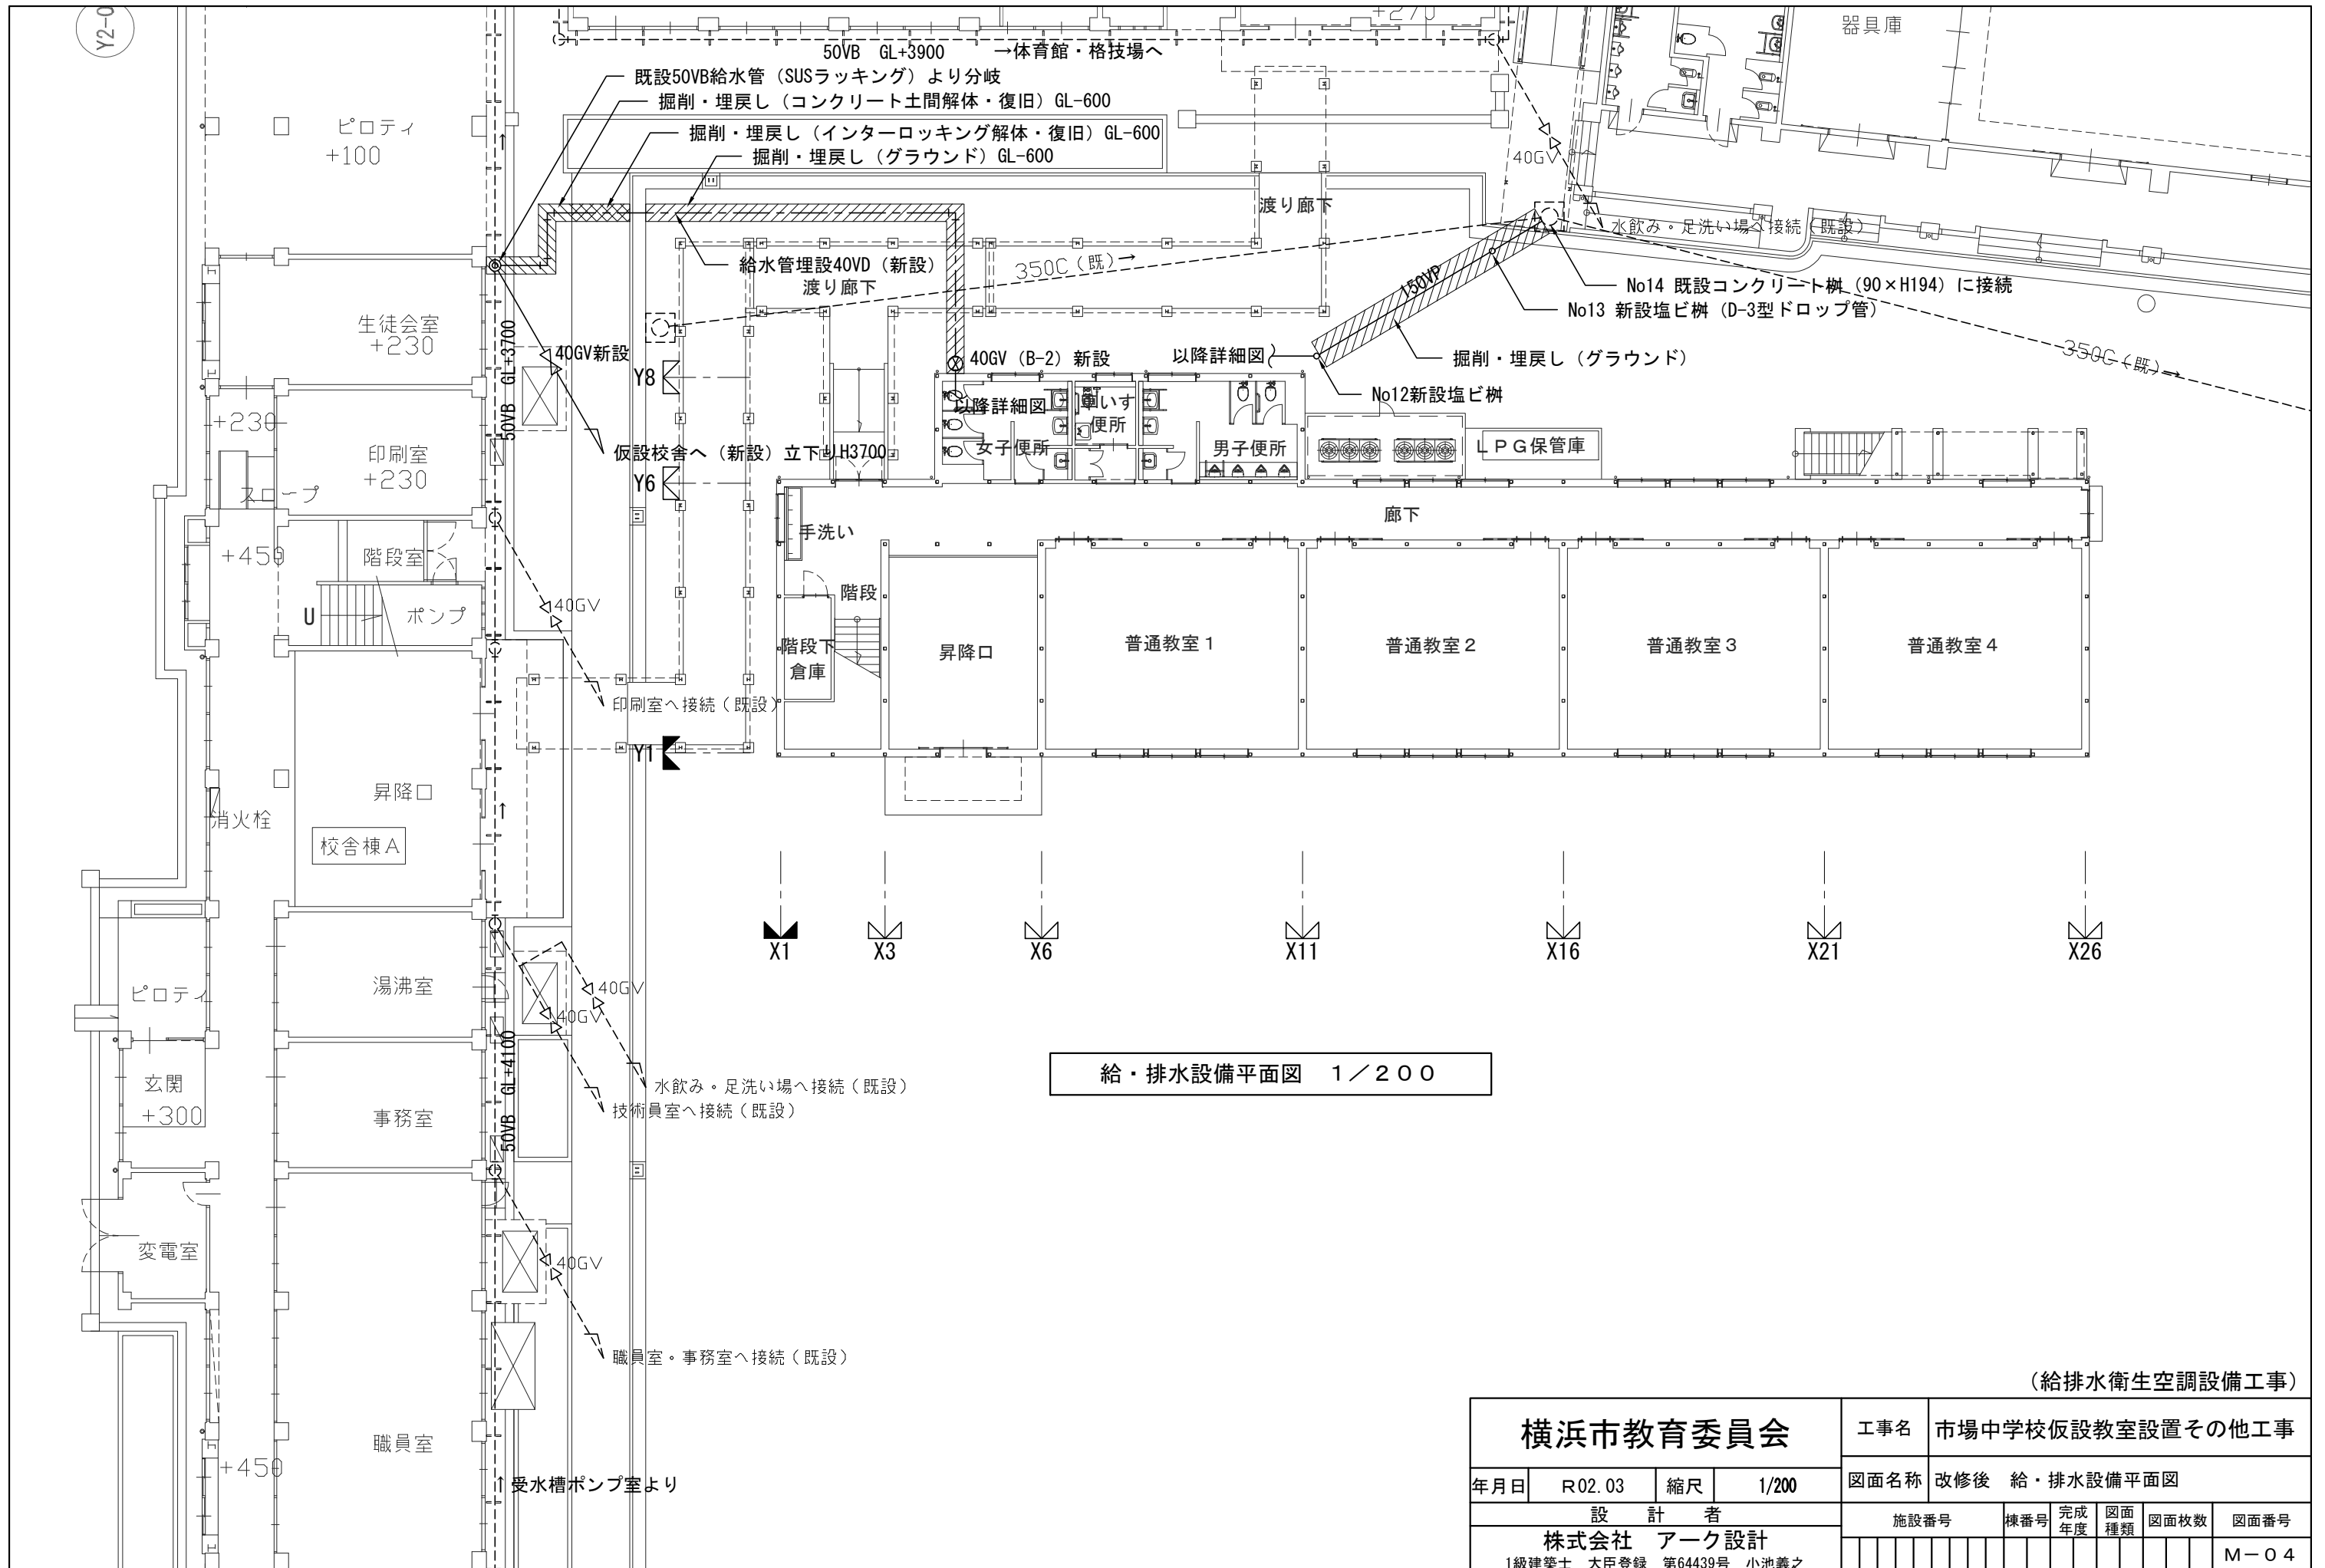 Y2-0
+270
器具庫
50VB GL+3900 →体育館・格技場へ
既設50VB給水管（SUSラッキング）より分岐
掘削・埋戻し（コンクリート土間解体・復旧）GL-600
掘削・埋戻し（インターロッキング解体・復旧）GL-600
掘削・埋戻し（グラウンド）GL-600
ピロティ
+100
40GV
水飲み・足洗い場へ接続（既設）
渡り廊下
給水管埋設40VD（新設）
渡り廊下
350C（既）→
150VP
No14 既設コンクリート桝（90×H194）に接続
No13 新設塩ビ桝（D-3型ドロップ管）
掘削・埋戻し（グラウンド）
No12新設塩ビ桝
以降詳細図
350C（既）→
生徒会室
+230
50VB GL+3700
40GV新設
Y8
40GV（B-2）新設
以降詳細図
車いす
便所
女子便所
男子便所
LPG保管庫
仮設校舎へ（新設）立下りH3700
Y6
+230
印刷室
+230
スロープ
手洗い
廊下
+450
階段室
U
ポンプ
40GV
階段
階段下
倉庫
昇降口
普通教室1
普通教室2
普通教室3
普通教室4
印刷室へ接続（既設）
Y1
昇降口
消火栓
校舎棟A
X1
X3
X6
X11
X16
X21
X26
ピロティ
湯沸室
40GV
40GV
50VB GL+4100
玄関
+300
事務室
水飲み・足洗い場へ接続（既設）
技術員室へ接続（既設）
給・排水設備平面図 1／200
変電室
40GV
職員室・事務室へ接続（既設）
職員室
+450
↑受水槽ポンプ室より
（給排水衛生空調設備工事）
横浜市教育委員会
工事名 市場中学校仮設教室設置その他工事
年月日 R02.03 縮尺 1/200
図面名称 改修後 給・排水設備平面図
設計者
株式会社 アーク設計
1級建築士 大臣登録 第64439号 小池義之
施設番号 棟番号 完成年度 図面種類 図面枚数 図面番号
M－04